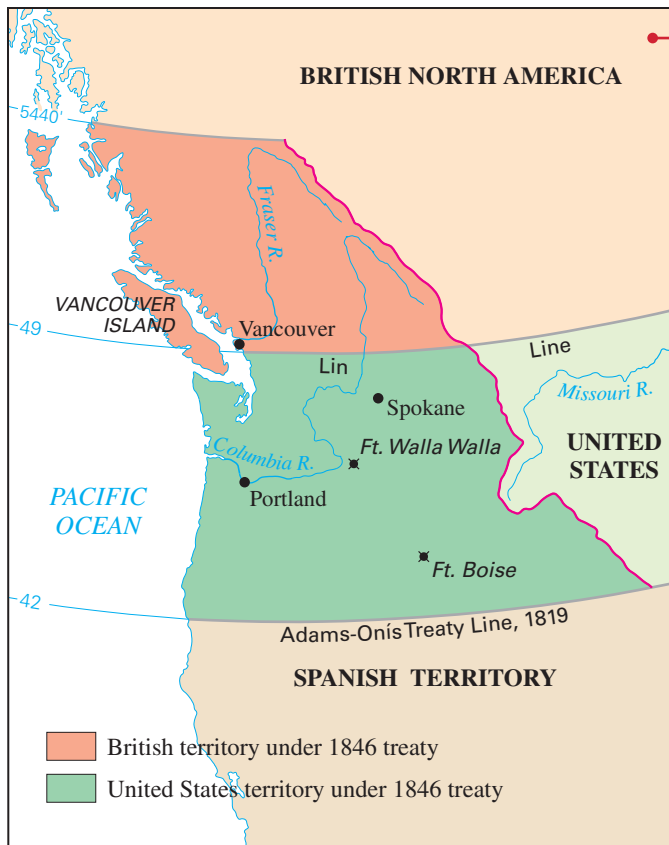 BRITISH NORTH AMERICA
5440'
Fraser R.
VANCOUVER
ISLAND
Vancouver
49
Line
Lin
Missouri R.
Spokane
UNITED
STATES
Ft. Walla Walla
Columbia R.
Portland
PACIFIC
OCEAN
Ft. Boise
42
Adams-Onís Treaty Line, 1819
SPANISH TERRITORY
British territory under 1846 treaty
United States territory under 1846 treaty